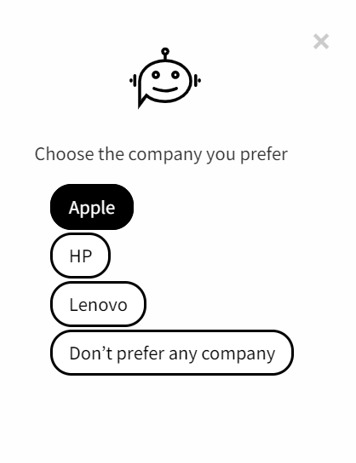 Choose the company you prefer
Apple
HP
Lenovo
Don’t prefer any company